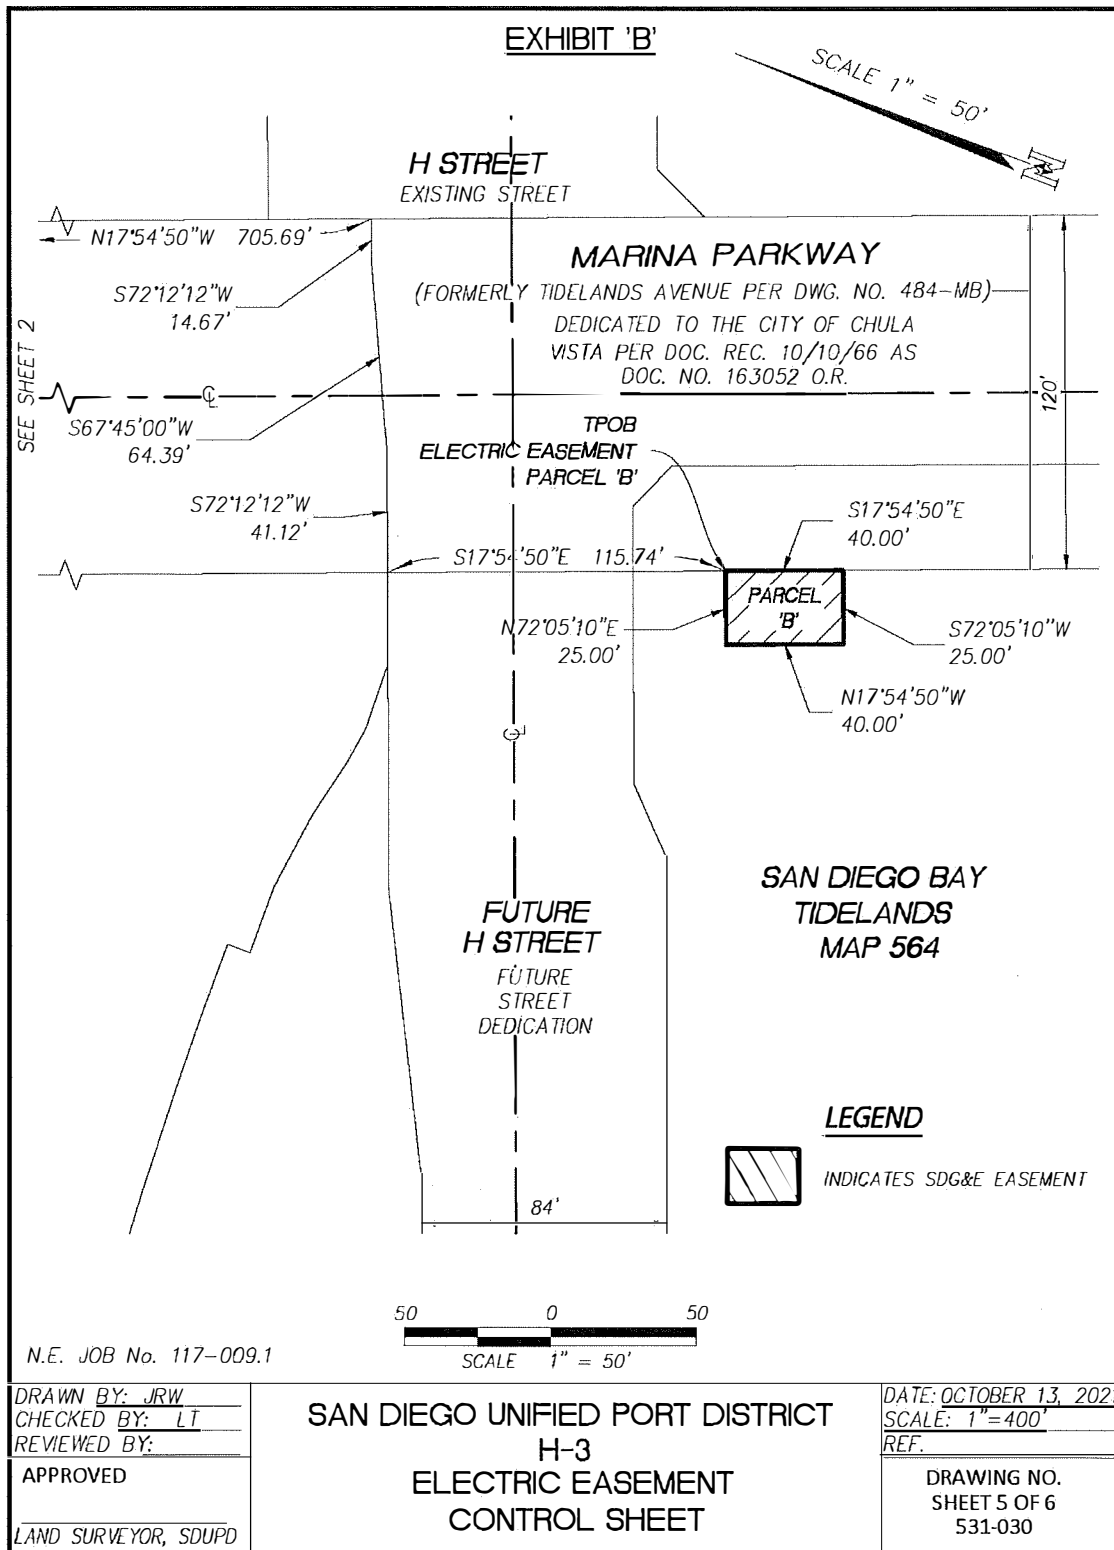 EXHIBIT 'B'
SCALE 1" = 50'
N
H STREET
EXISTING STREET
N17°54'50"W 705.69'
MARINA PARKWAY
(FORMERLY TIDELANDS AVENUE PER DWG. NO. 484-MB)
DEDICATED TO THE CITY OF CHULA
VISTA PER DOC. REC. 10/10/66 AS
DOC. NO. 163052 O.R.
S72°12'12"W
14.67'
SEE SHEET 2
120'
S67°45'00"W
64.39'
TPOB
ELECTRIC EASEMENT
PARCEL 'B'
S72°12'12"W
41.12'
S17°54'50"E
40.00'
S17°54'50"E 115.74'
PARCEL
'B'
N72°05'10"E
25.00'
S72°05'10"W
25.00'
N17°54'50"W
40.00'
SAN DIEGO BAY
TIDELANDS
MAP 564
FUTURE
H STREET
FUTURE
STREET
DEDICATION
LEGEND
INDICATES SDG&E EASEMENT
84'
50 0 50
SCALE 1" = 50'
N.E. JOB No. 117-009.1
DRAWN BY: JRW
CHECKED BY: LT
REVIEWED BY:
APPROVED
LAND SURVEYOR, SDUPD
SAN DIEGO UNIFIED PORT DISTRICT
H-3
ELECTRIC EASEMENT
CONTROL SHEET
DATE: OCTOBER 13,
SCALE: 1"=400'
REF.
DRAWING NO.
SHEET 5 OF 6
531-030